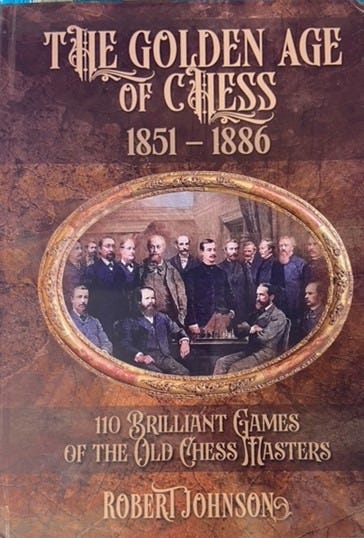 THE GOLDEN AGE
OF CHESS
1851 – 1886
110 BRILLIANT GAMES
OF THE OLD CHESS MASTERS
ROBERT JOHNSON